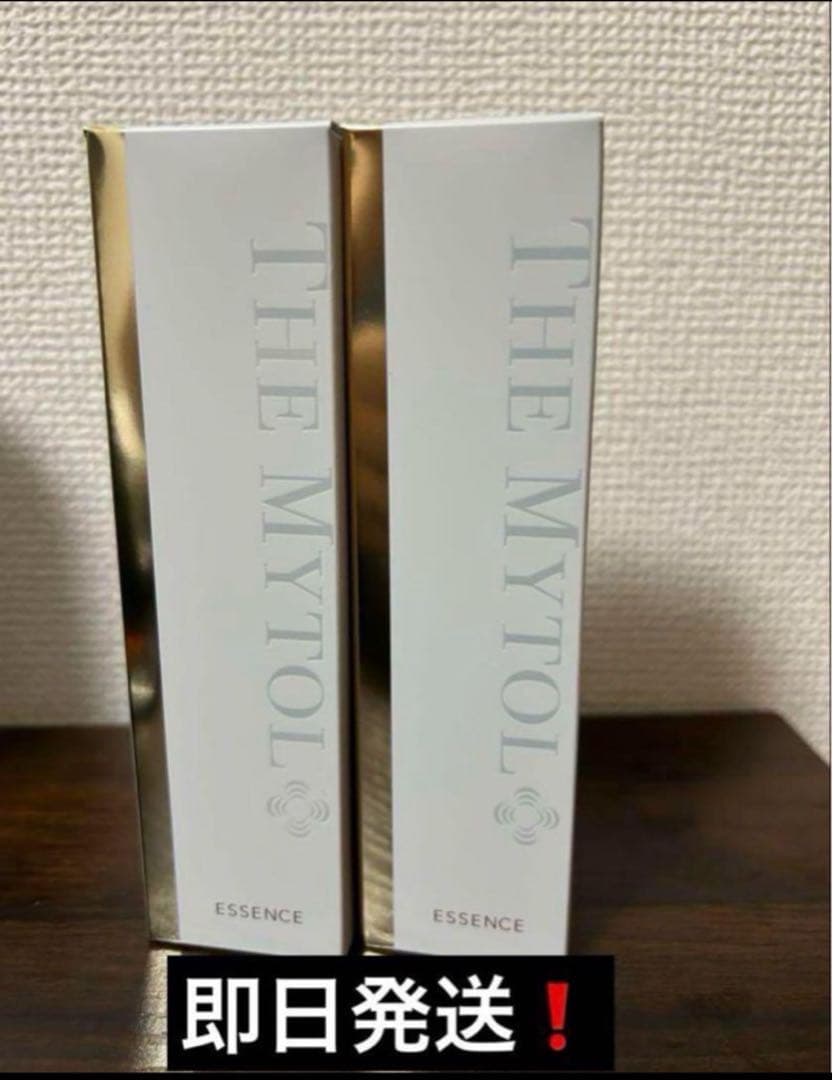 THE MYTOL
ESSENCE
THE MYTOL
ESSENCE
即日発送❗